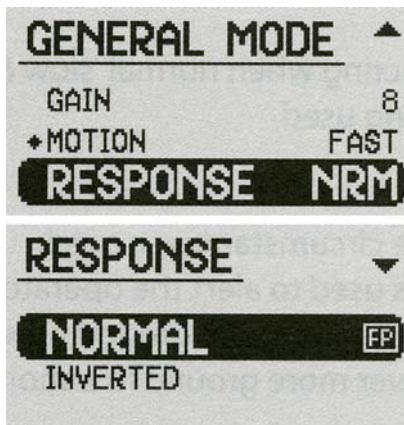 GENERAL MODE
GAIN 8
MOTION FAST
RESPONSE NRM
RESPONSE
NORMAL FP
INVERTED